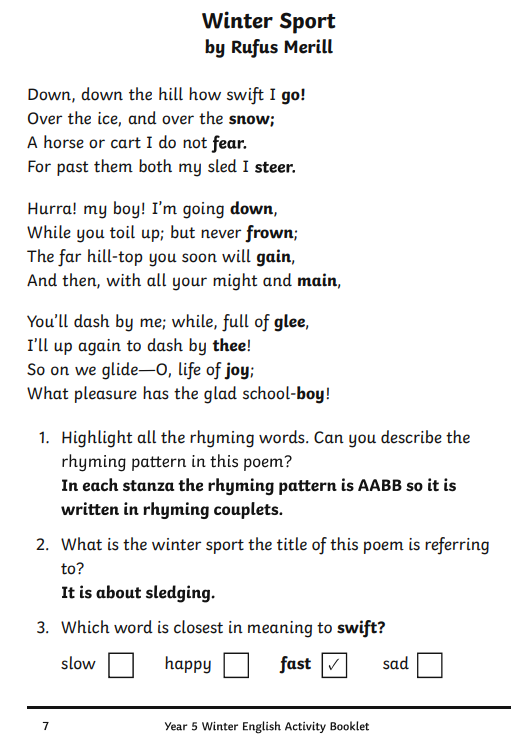 Winter Sport
by Rufus Merill
Down, down the hill how swift I go!
Over the ice, and over the snow;
A horse or cart I do not fear.
For past them both my sled I steer.
Hurra! my boy! I'm going down,
While you toil up; but never frown;
The far hill-top you soon will gain,
And then, with all your might and main,
You'll dash by me; while, full of glee,
I'll up again to dash by thee!
So on we glide—O, life of joy;
What pleasure has the glad school-boy!
1. Highlight all the rhyming words. Can you describe the
rhyming pattern in this poem?
In each stanza the rhyming pattern is AABB so it is
written in rhyming couplets.
2. What is the winter sport the title of this poem is referring
to?
It is about sledging.
3. Which word is closest in meaning to swift?
slow happy fast ✓ sad
7 Year 5 Winter English Activity Booklet